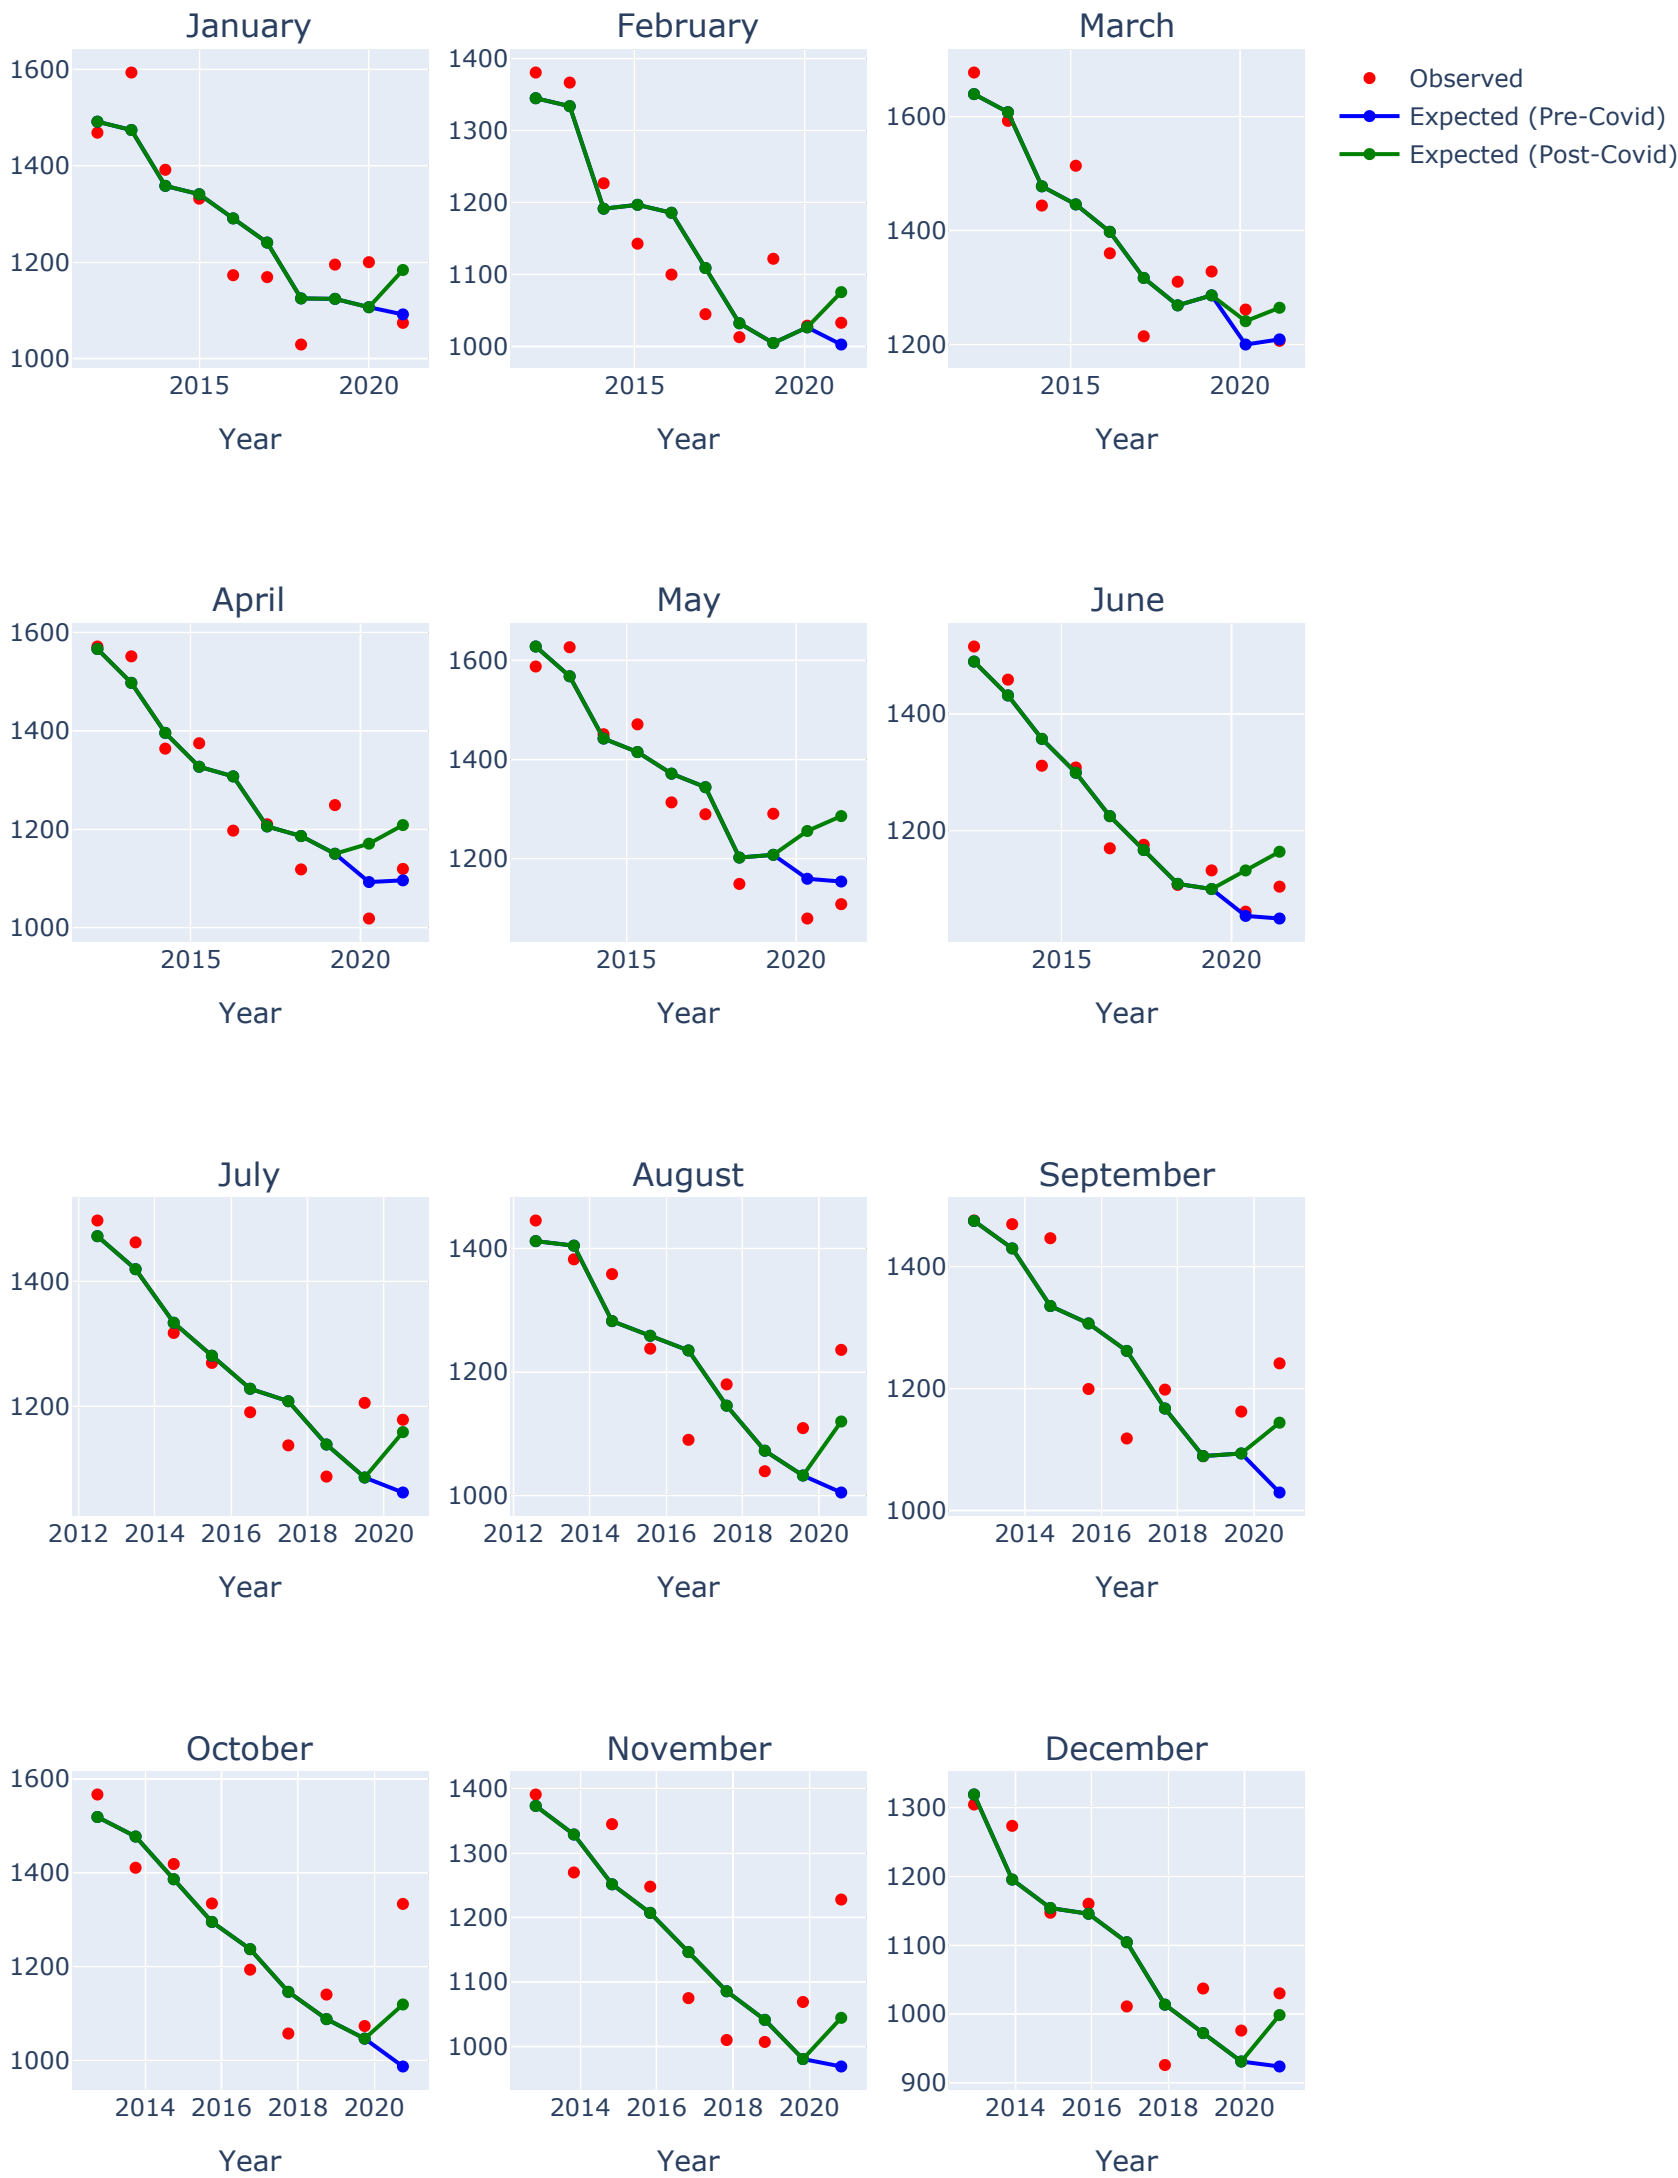 January February March
1600
1400
1200
1000
2015 2020
Year
1400
1300
1200
1100
1000
2015 2020
Year
1600
1400
1200
2015 2020
Year
Observed
Expected (Pre-Covid)
Expected (Post-Covid)
April May June
1600
1400
1200
1000
2015 2020
Year
1600
1400
1200
2015 2020
Year
1400
1200
2015 2020
Year
July August September
1400
1200
2012 2014 2016 2018 2020
Year
1400
1200
1000
2012 2014 2016 2018 2020
Year
1400
1200
1000
2014 2016 2018 2020
Year
October November December
1600
1400
1200
1000
2014 2016 2018 2020
Year
1400
1300
1200
1100
1000
2014 2016 2018 2020
Year
1300
1200
1100
1000
900
2014 2016 2018 2020
Year